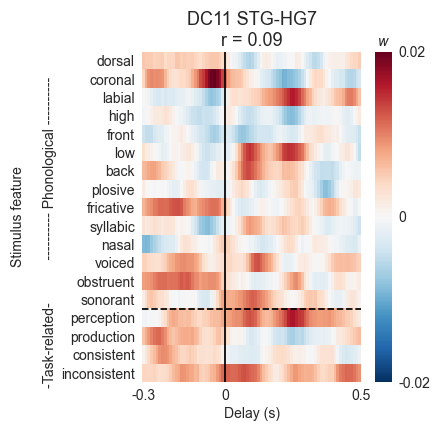 DC11 STG-HG7
r = 0.09
w
dorsal
coronal
labial
high
front
low
back
plosive
fricative
syllabic
nasal
voiced
obstruent
sonorant
perception
production
consistent
inconsistent
Stimulus feature
-Task-related- ----------- Phonological -----------
0.02
0
-0.02
-0.3 0 0.5
Delay (s)